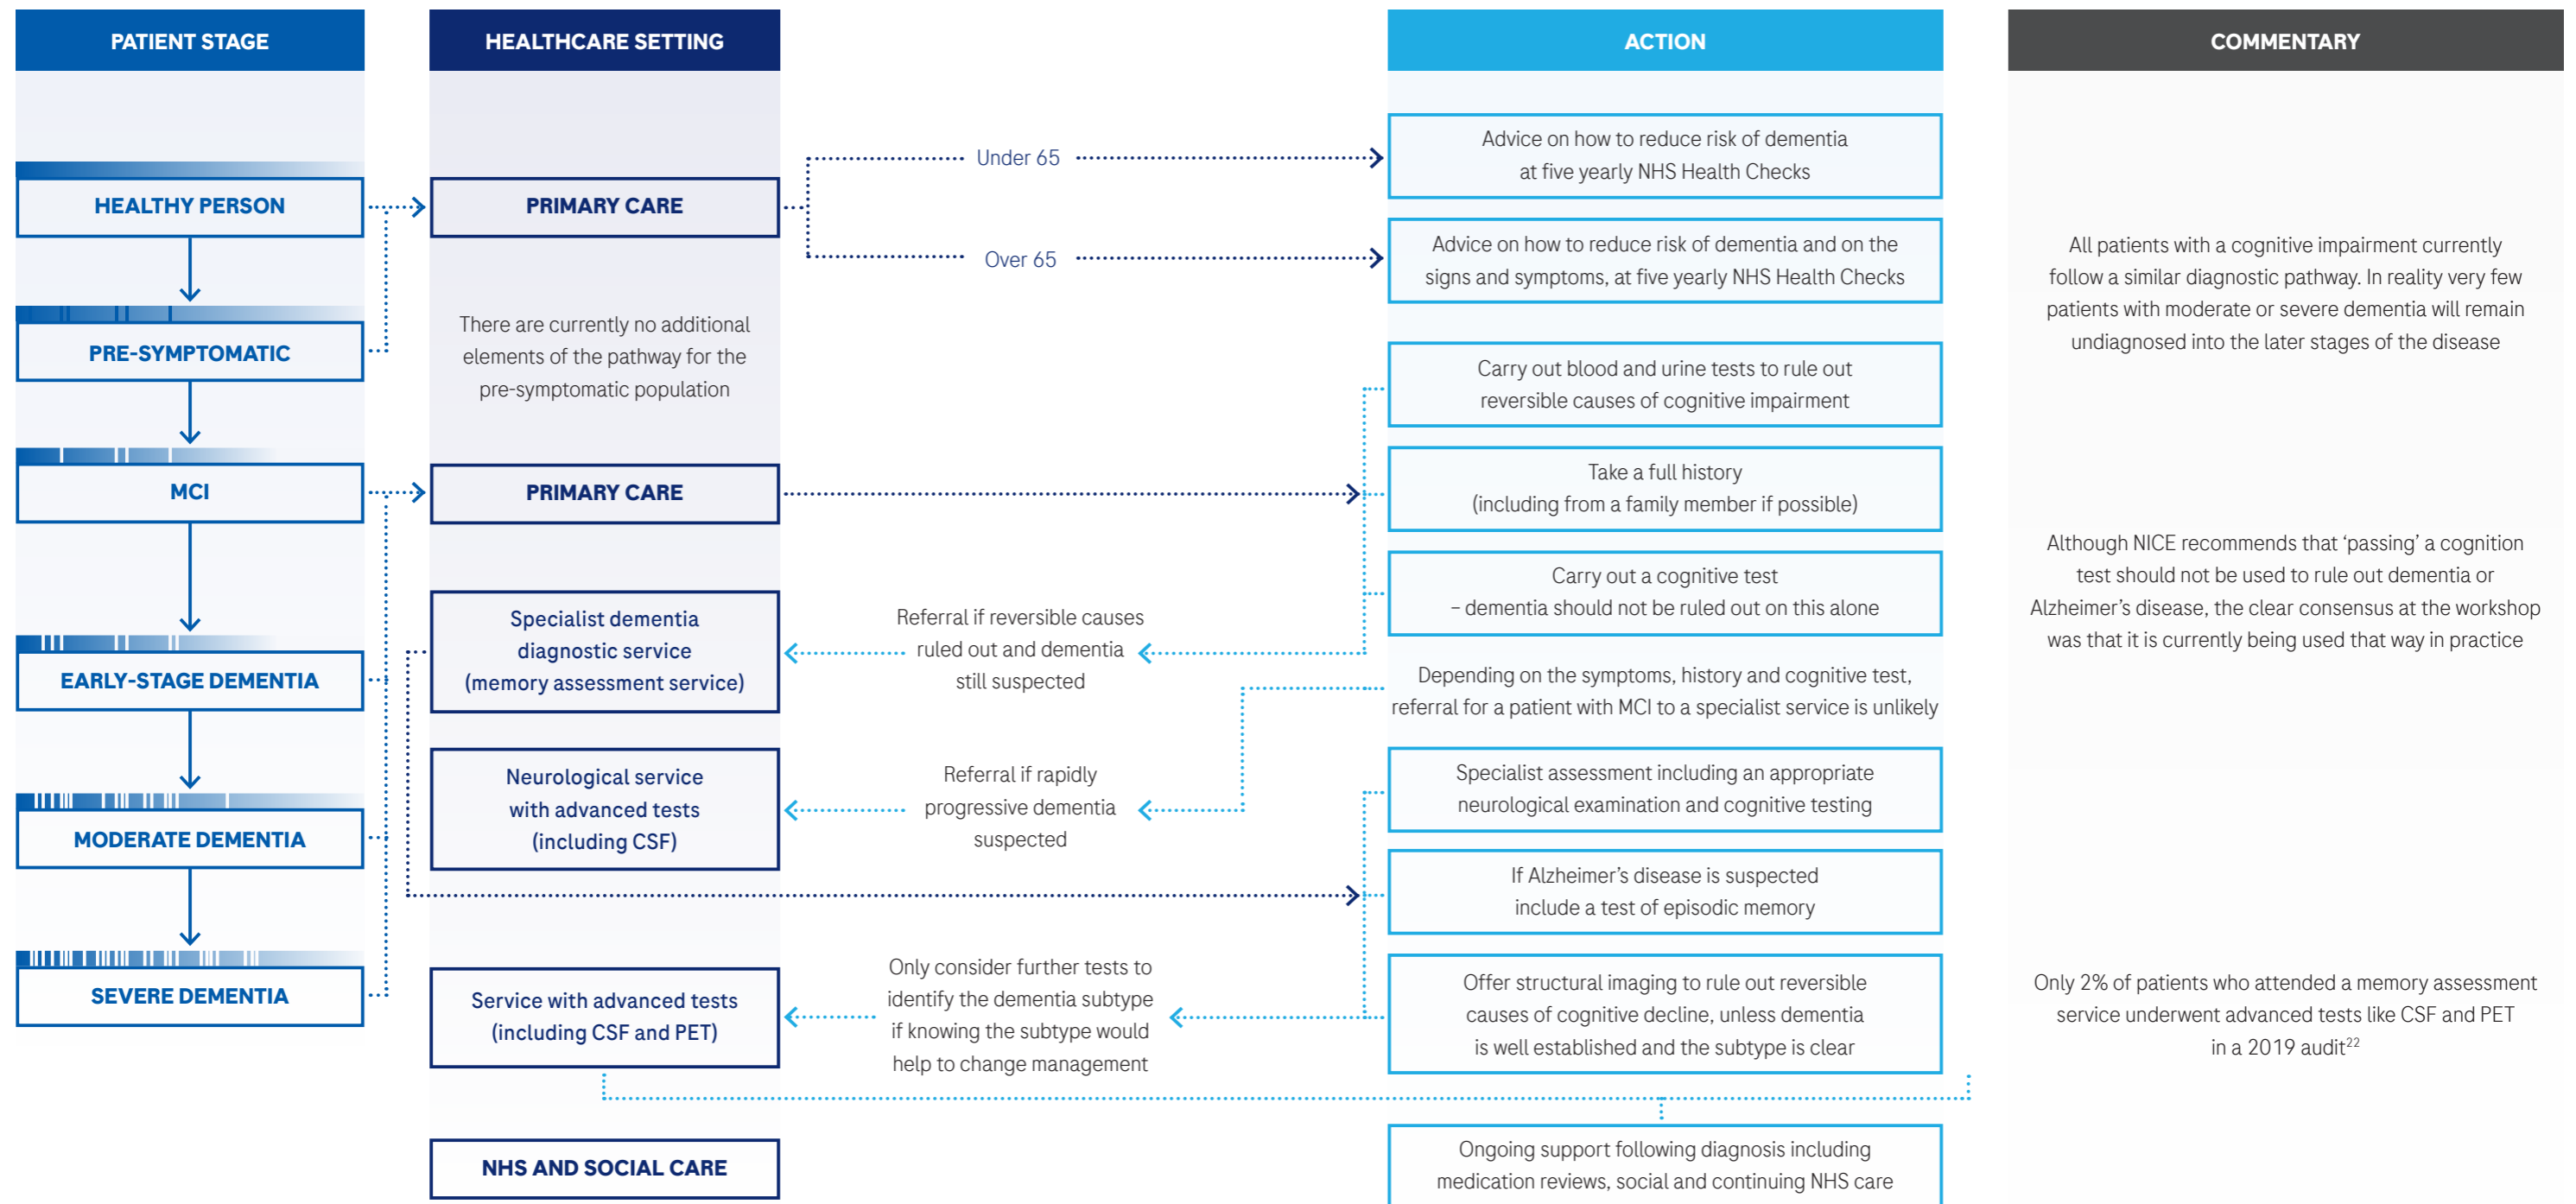 PATIENT STAGE
HEALTHY PERSON
PRE-SYMPTOMATIC
MCI
EARLY-STAGE DEMENTIA
MODERATE DEMENTIA
SEVERE DEMENTIA
HEALTHCARE SETTING
PRIMARY CARE
There are currently no additional
elements of the pathway for the
pre-symptomatic population
PRIMARY CARE
Specialist dementia
diagnostic service
(memory assessment service)
Neurological service
with advanced tests
(including CSF)
Service with advanced tests
(including CSF and PET)
NHS AND SOCIAL CARE
Under 65
Over 65
Referral if reversible causes
ruled out and dementia
still suspected
Referral if rapidly
progressive dementia
suspected
Only consider further tests to
identify the dementia subtype
if knowing the subtype would
help to change management
ACTION
Advice on how to reduce risk of dementia
at five yearly NHS Health Checks
Advice on how to reduce risk of dementia and on the
signs and symptoms, at five yearly NHS Health Checks
Carry out blood and urine tests to rule out
reversible causes of cognitive impairment
Take a full history
(including from a family member if possible)
Carry out a cognitive test
– dementia should not be ruled out on this alone
Depending on the symptoms, history and cognitive test,
referral for a patient with MCI to a specialist service is unlikely
Specialist assessment including an appropriate
neurological examination and cognitive testing
If Alzheimer's disease is suspected
include a test of episodic memory
Offer structural imaging to rule out reversible
causes of cognitive decline, unless dementia
is well established and the subtype is clear
Ongoing support following diagnosis including
medication reviews, social and continuing NHS care
COMMENTARY
All patients with a cognitive impairment currently
follow a similar diagnostic pathway. In reality very few
patients with moderate or severe dementia will remain
undiagnosed into the later stages of the disease
Although NICE recommends that 'passing' a cognition
test should not be used to rule out dementia or
Alzheimer's disease, the clear consensus at the workshop
was that it is currently being used that way in practice
Only 2% of patients who attended a memory assessment
service underwent advanced tests like CSF and PET
in a 2019 audit22